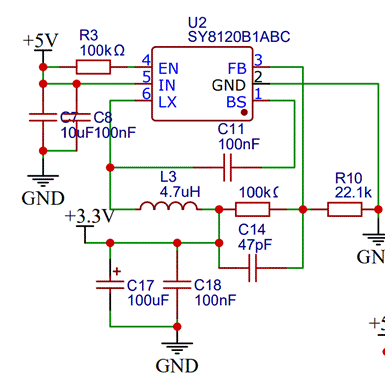 U2
SY8120B1ABC
R3
100kΩ
+5V
4 EN FB 3
5 IN GND 2
6 LX BS 1
C7 C8
10uF 100nF
C11
100nF
GND
L3
4.7uH
100kΩ
R10
22.1k
+3.3V
C14
47pF
C17
100uF
C18
100nF
GND